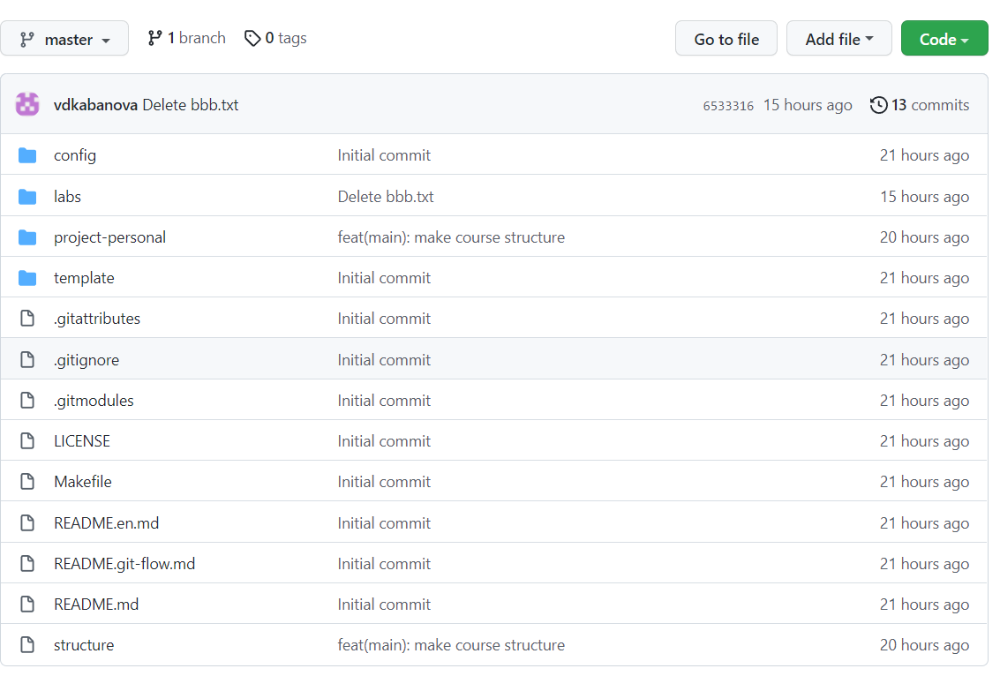 master 1 branch 0 tags Go to file Add file Code
vdkabanova Delete bbb.txt 6533316 15 hours ago 13 commits
config Initial commit 21 hours ago
labs Delete bbb.txt 15 hours ago
project-personal feat(main): make course structure 20 hours ago
template Initial commit 21 hours ago
.gitattributes Initial commit 21 hours ago
.gitignore Initial commit 21 hours ago
.gitmodules Initial commit 21 hours ago
LICENSE Initial commit 21 hours ago
Makefile Initial commit 21 hours ago
README.en.md Initial commit 21 hours ago
README.git-flow.md Initial commit 21 hours ago
README.md Initial commit 21 hours ago
structure feat(main): make course structure 20 hours ago